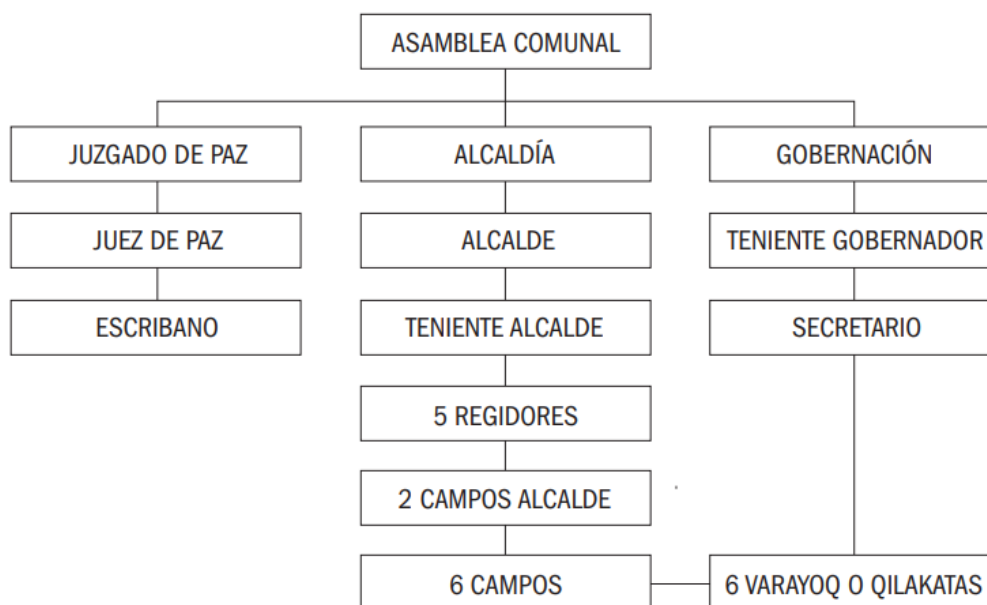 ASAMBLEA COMUNAL
JUZGADO DE PAZ
ALCALDÍA
GOBERNACIÓN
JUEZ DE PAZ
ALCALDE
TENIENTE GOBERNADOR
ESCRIBANO
TENIENTE ALCALDE
SECRETARIO
5 REGIDORES
2 CAMPOS ALCALDE
6 CAMPOS
6 VARAYOQ O QILAKATAS